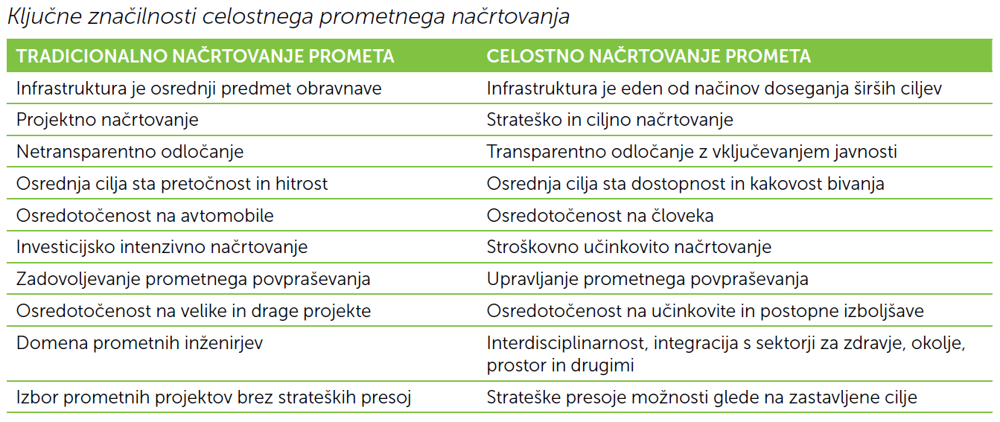 Ključne značilnosti celostnega prometnega načrtovanja
TRADICIONALNO NAČRTOVANJE PROMETA CELOSTNO NAČRTOVANJE PROMETA
Infrastruktura je osrednji predmet obravnave Infrastruktura je eden od načinov doseganja širših ciljev
Projektno načrtovanje Strateško in ciljno načrtovanje
Netransparentno odločanje Transparentno odločanje z vključevanjem javnosti
Osrednja cilja sta pretočnost in hitrost Osrednja cilja sta dostopnost in kakovost bivanja
Osredotočenost na avtomobile Osredotočenost na človeka
Investicijsko intenzivno načrtovanje Stroškovno učinkovito načrtovanje
Zadovoljevanje prometnega povpraševanja Upravljanje prometnega povpraševanja
Osredotočenost na velike in drage projekte Osredotočenost na učinkovite in postopne izboljšave
Domena prometnih inženirjev Interdisciplinarnost, integracija s sektorji za zdravje, okolje,
prostor in drugimi
Izbor prometnih projektov brez strateških presoj Strateške presoje možnosti glede na zastavljene cilje